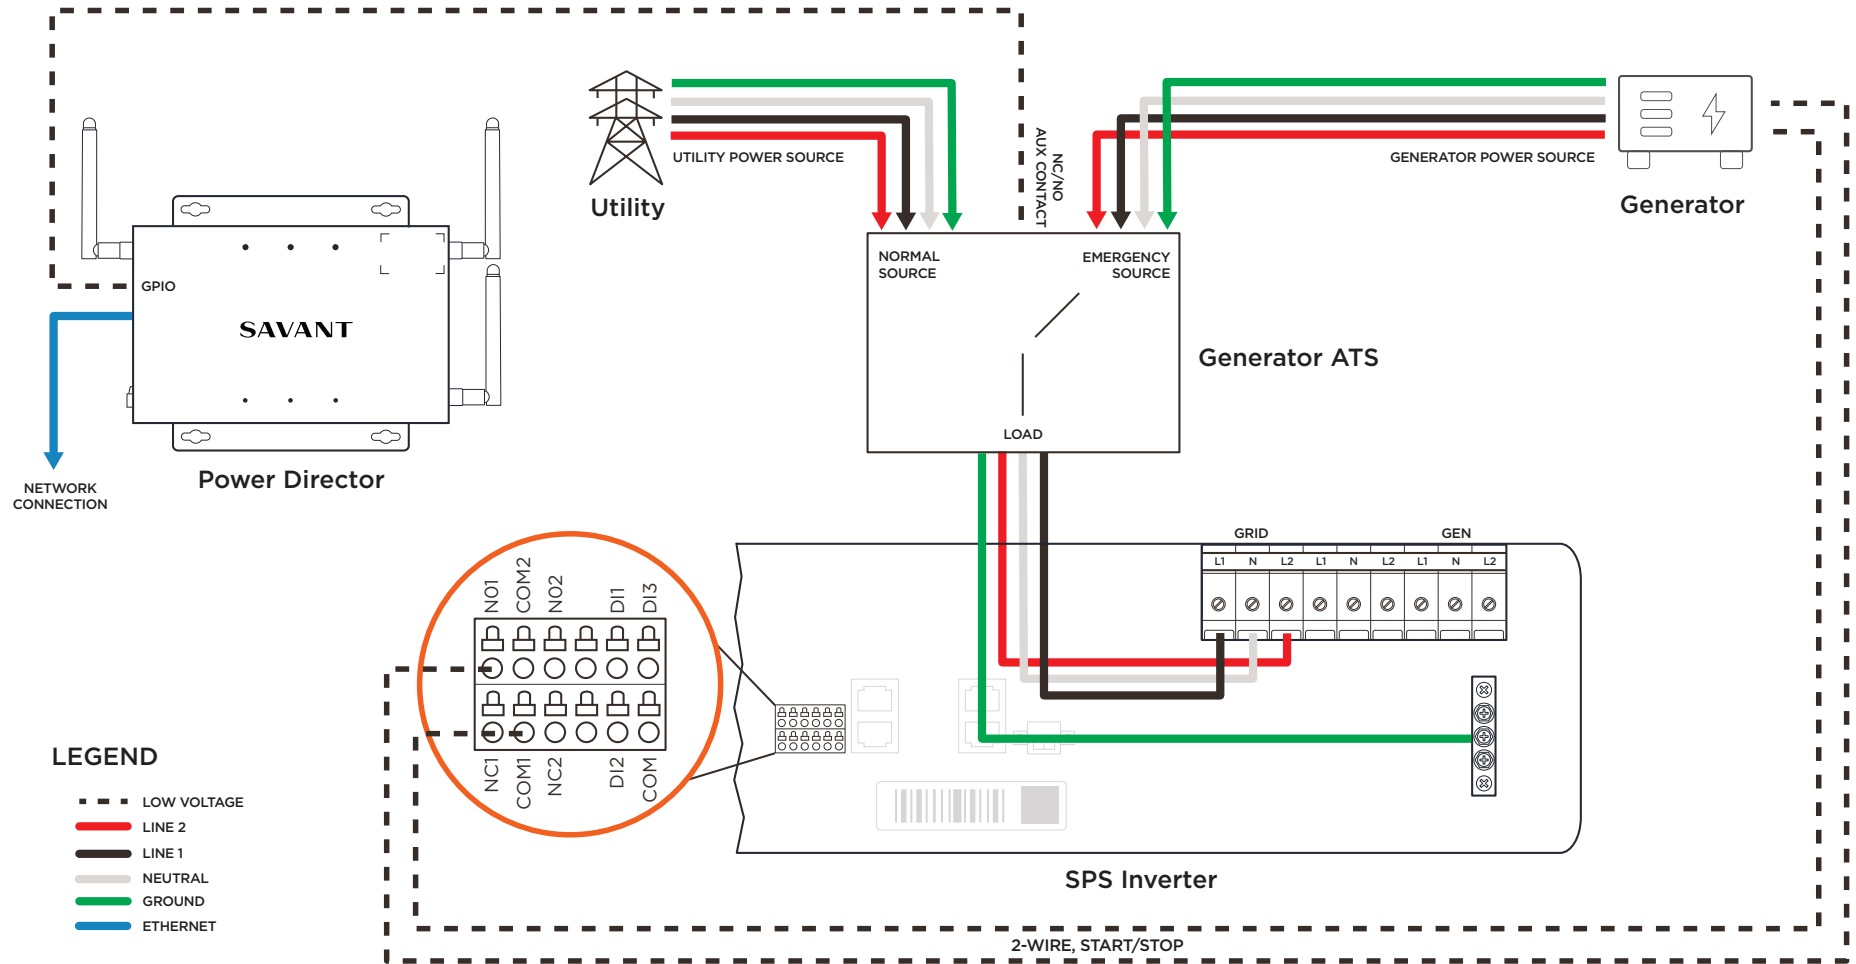 NC/NO
AUX CONTACT
UTILITY POWER SOURCE
GENERATOR POWER SOURCE
Utility
Generator
NORMAL
SOURCE
EMERGENCY
SOURCE
GPIO
SAVANT
Generator ATS
LOAD
Power Director
NETWORK
CONNECTION
GRID
GEN
L1 N L2 L1 N L2 L1 N L2
N01 COM2 N02 DI1 DI3
NC1 COM1 NC2 DI2 COM
LEGEND
LOW VOLTAGE
LINE 2
LINE 1
NEUTRAL
GROUND
ETHERNET
SPS Inverter
2-WIRE, START/STOP